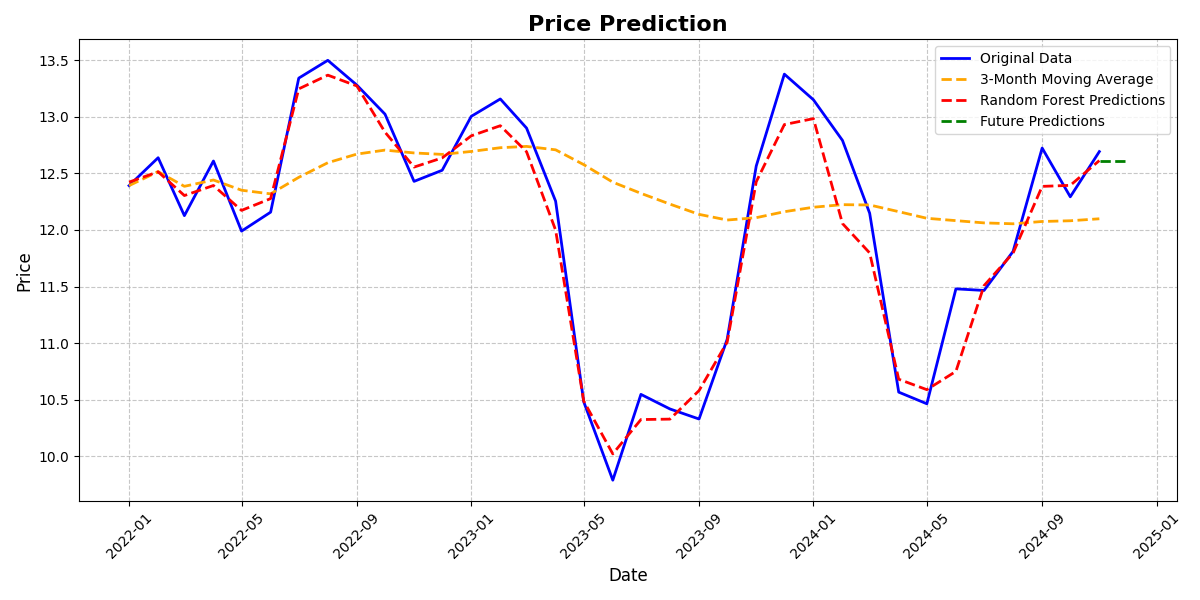 Price Prediction
Original Data
3-Month Moving Average
Random Forest Predictions
Future Predictions
Price
13.5
13.0
12.5
12.0
11.5
11.0
10.5
10.0
2022-01
2022-05
2022-09
2023-01
2023-05
2023-09
2024-01
2024-05
2024-09
2025-01
Date